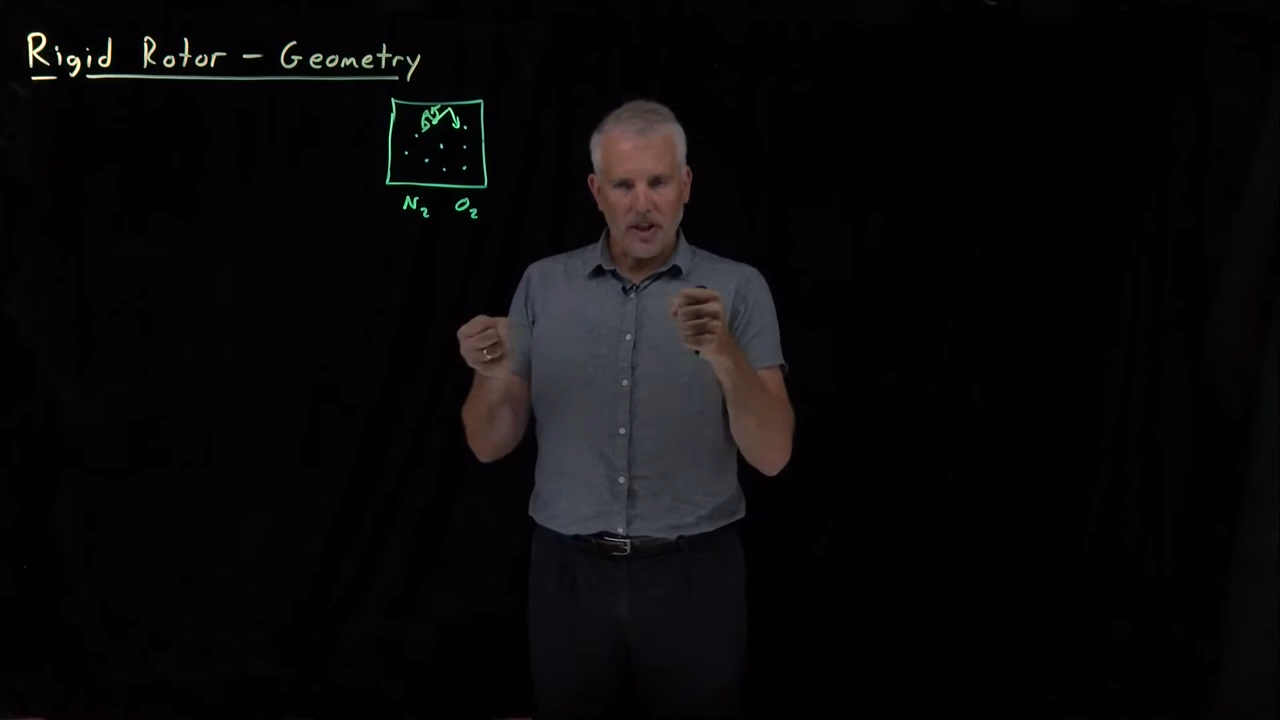 Rigid Rotor – Geometry
N₂ O₂